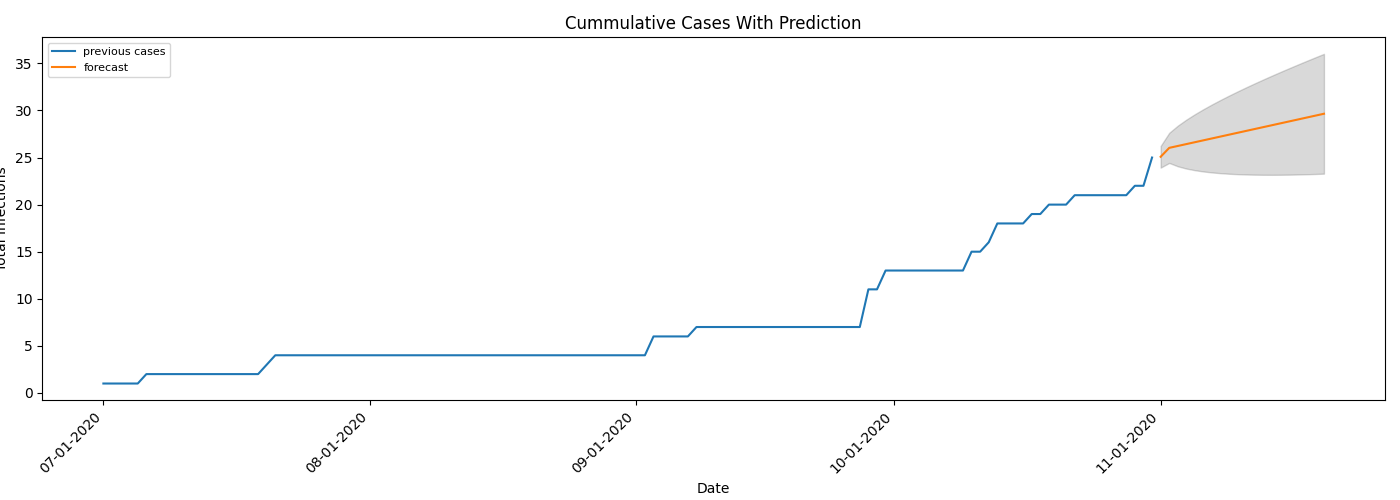 Cummulative Cases With Prediction
previous cases
forecast
35
30
25
20
15
10
5
0
Total Infections
07-01-2020
08-01-2020
09-01-2020
10-01-2020
11-01-2020
Date